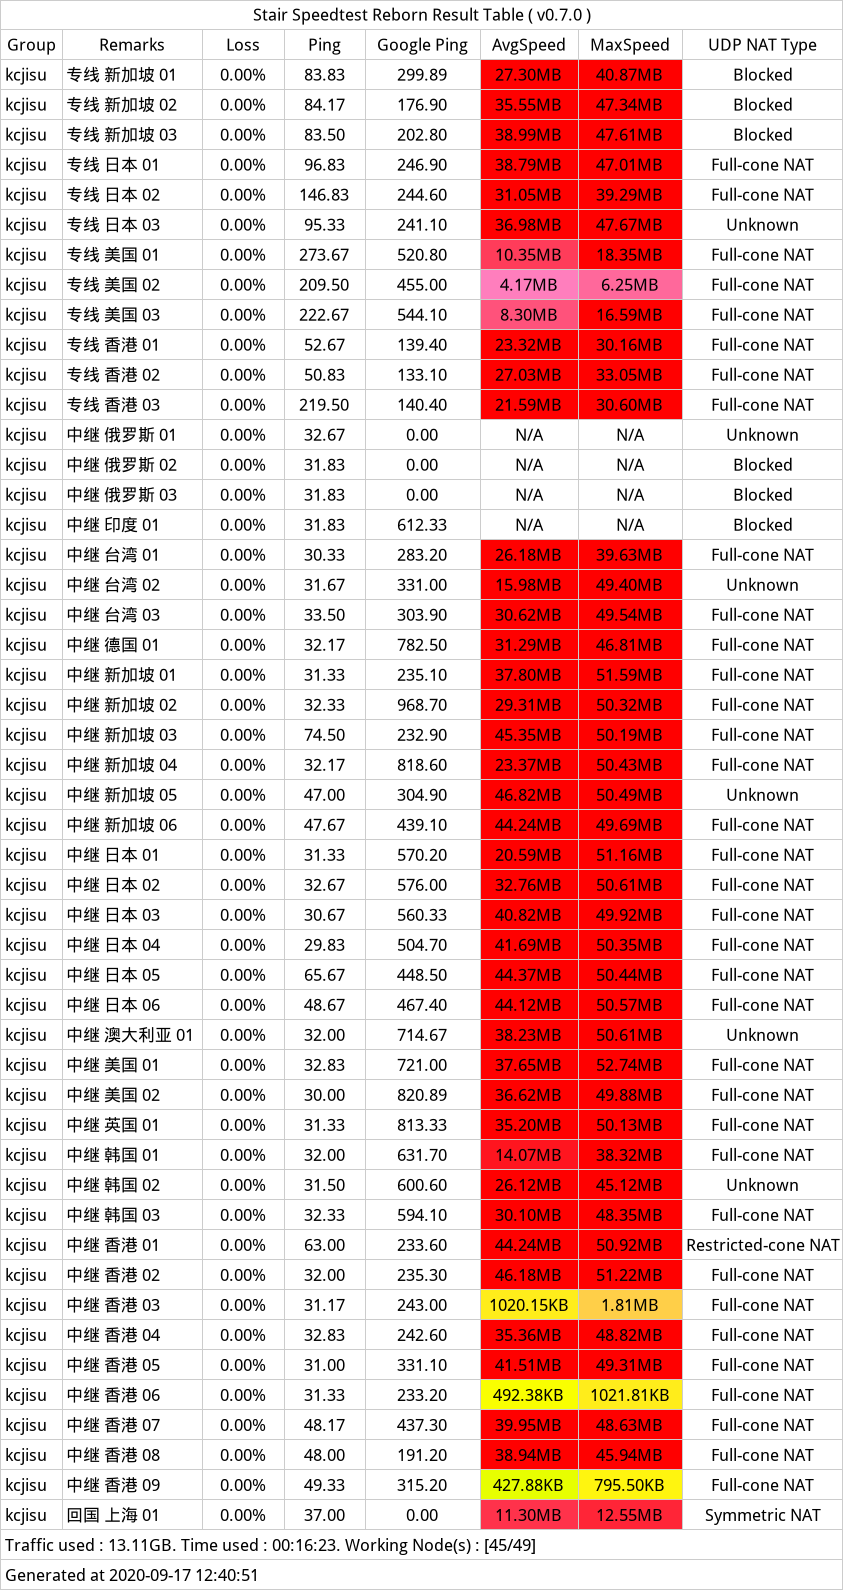 Stair Speedtest Reborn Result Table ( v0.7.0 )
Group Remarks Loss Ping Google Ping AvgSpeed MaxSpeed UDP NAT Type
kcjisu 专线 新加坡 01 0.00% 83.83 299.89 27.30MB 40.87MB Blocked
kcjisu 专线 新加坡 02 0.00% 84.17 176.90 35.55MB 47.34MB Blocked
kcjisu 专线 新加坡 03 0.00% 83.50 202.80 38.99MB 47.61MB Blocked
kcjisu 专线 日本 01 0.00% 96.83 246.90 38.79MB 47.01MB Full-cone NAT
kcjisu 专线 日本 02 0.00% 146.83 244.60 31.05MB 39.29MB Full-cone NAT
kcjisu 专线 日本 03 0.00% 95.33 241.10 36.98MB 47.67MB Unknown
kcjisu 专线 美国 01 0.00% 273.67 520.80 10.35MB 18.35MB Full-cone NAT
kcjisu 专线 美国 02 0.00% 209.50 455.00 4.17MB 6.25MB Full-cone NAT
kcjisu 专线 美国 03 0.00% 222.67 544.10 8.30MB 16.59MB Full-cone NAT
kcjisu 专线 香港 01 0.00% 52.67 139.40 23.32MB 30.16MB Full-cone NAT
kcjisu 专线 香港 02 0.00% 50.83 133.10 27.03MB 33.05MB Full-cone NAT
kcjisu 专线 香港 03 0.00% 219.50 140.40 21.59MB 30.60MB Full-cone NAT
kcjisu 中继 俄罗斯 01 0.00% 32.67 0.00 N/A N/A Unknown
kcjisu 中继 俄罗斯 02 0.00% 31.83 0.00 N/A N/A Blocked
kcjisu 中继 俄罗斯 03 0.00% 31.83 0.00 N/A N/A Blocked
kcjisu 中继 印度 01 0.00% 31.83 612.33 N/A N/A Blocked
kcjisu 中继 台湾 01 0.00% 30.33 283.20 26.18MB 39.63MB Full-cone NAT
kcjisu 中继 台湾 02 0.00% 31.67 331.00 15.98MB 49.40MB Unknown
kcjisu 中继 台湾 03 0.00% 33.50 303.90 30.62MB 49.54MB Full-cone NAT
kcjisu 中继 德国 01 0.00% 32.17 782.50 31.29MB 46.81MB Full-cone NAT
kcjisu 中继 新加坡 01 0.00% 31.33 235.10 37.80MB 51.59MB Full-cone NAT
kcjisu 中继 新加坡 02 0.00% 32.33 968.70 29.31MB 50.32MB Full-cone NAT
kcjisu 中继 新加坡 03 0.00% 74.50 232.90 45.35MB 50.19MB Full-cone NAT
kcjisu 中继 新加坡 04 0.00% 32.17 818.60 23.37MB 50.43MB Full-cone NAT
kcjisu 中继 新加坡 05 0.00% 47.00 304.90 46.82MB 50.49MB Unknown
kcjisu 中继 新加坡 06 0.00% 47.67 439.10 44.24MB 49.69MB Full-cone NAT
kcjisu 中继 日本 01 0.00% 31.33 570.20 20.59MB 51.16MB Full-cone NAT
kcjisu 中继 日本 02 0.00% 32.67 576.00 32.76MB 50.61MB Full-cone NAT
kcjisu 中继 日本 03 0.00% 30.67 560.33 40.82MB 49.92MB Full-cone NAT
kcjisu 中继 日本 04 0.00% 29.83 504.70 41.69MB 50.35MB Full-cone NAT
kcjisu 中继 日本 05 0.00% 65.67 448.50 44.37MB 50.44MB Full-cone NAT
kcjisu 中继 日本 06 0.00% 48.67 467.40 44.12MB 50.57MB Full-cone NAT
kcjisu 中继 澳大利亚 01 0.00% 32.00 714.67 38.23MB 50.61MB Unknown
kcjisu 中继 美国 01 0.00% 32.83 721.00 37.65MB 52.74MB Full-cone NAT
kcjisu 中继 美国 02 0.00% 30.00 820.89 36.62MB 49.88MB Full-cone NAT
kcjisu 中继 英国 01 0.00% 31.33 813.33 35.20MB 50.13MB Full-cone NAT
kcjisu 中继 韩国 01 0.00% 32.00 631.70 14.07MB 38.32MB Full-cone NAT
kcjisu 中继 韩国 02 0.00% 31.50 600.60 26.12MB 45.12MB Unknown
kcjisu 中继 韩国 03 0.00% 32.33 594.10 30.10MB 48.35MB Full-cone NAT
kcjisu 中继 香港 01 0.00% 63.00 233.60 44.24MB 50.92MB Restricted-cone NAT
kcjisu 中继 香港 02 0.00% 32.00 235.30 46.18MB 51.22MB Full-cone NAT
kcjisu 中继 香港 03 0.00% 31.17 243.00 1020.15KB 1.81MB Full-cone NAT
kcjisu 中继 香港 04 0.00% 32.83 242.60 35.36MB 48.82MB Full-cone NAT
kcjisu 中继 香港 05 0.00% 31.00 331.10 41.51MB 49.31MB Full-cone NAT
kcjisu 中继 香港 06 0.00% 31.33 233.20 492.38KB 1021.81KB Full-cone NAT
kcjisu 中继 香港 07 0.00% 48.17 437.30 39.95MB 48.63MB Full-cone NAT
kcjisu 中继 香港 08 0.00% 48.00 191.20 38.94MB 45.94MB Full-cone NAT
kcjisu 中继 香港 09 0.00% 49.33 315.20 427.88KB 795.50KB Full-cone NAT
kcjisu 回国 上海 01 0.00% 37.00 0.00 11.30MB 12.55MB Symmetric NAT
Traffic used : 13.11GB. Time used : 00:16:23. Working Node(s) : [45/49]
Generated at 2020-09-17 12:40:51